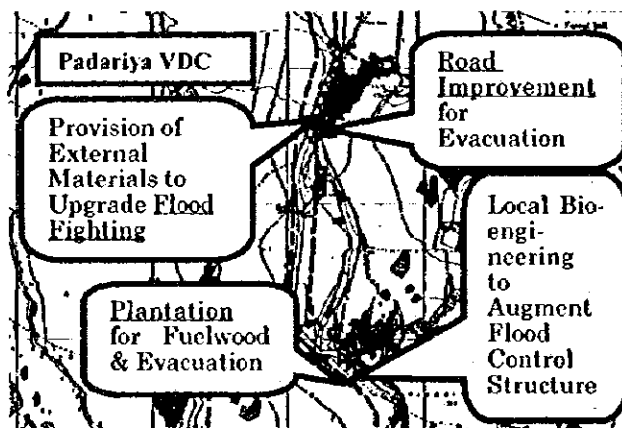 Padariya VDC
Road
Improvement
for
Evacuation
Provision of
External
Materials to
Upgrade Flood
Fighting
Local Bio-
engi-
neering
to
Augment
Flood
Control
Structure
Plantation
for Fuelwood
& Evacuation